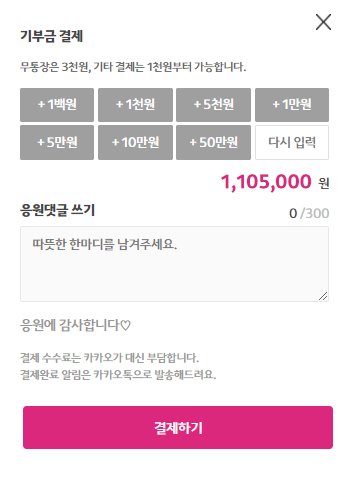 기부금 결제
무통장은 3천원, 기타 결제는 1천원부터 가능합니다.
+1백원 +1천원 +5천원 +1만원
+5만원 +10만원 +50만원 다시 입력
1,105,000 원
응원댓글 쓰기 0/300
따뜻한 한마디를 남겨주세요.
응원에 감사합니다♡
결제 수수료는 카카오가 대신 부담합니다.
결제완료 알림은 카카오톡으로 발송해드려요.
결제하기